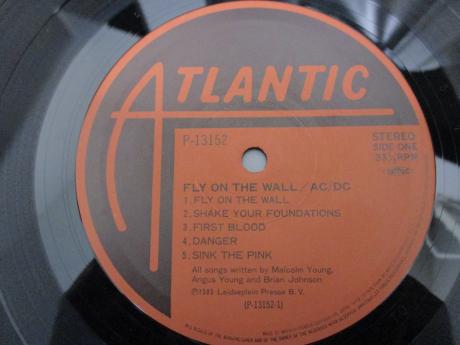 ATLANTIC
P-13152
STEREO
SIDE ONE
33⅓RPM
FLY ON THE WALL/AC/DC
1. FLY ON THE WALL
2. SHAKE YOUR FOUNDATIONS
3. FIRST BLOOD
4. DANGER
5. SINK THE PINK
All songs written by Malcolm Young,
Angus Young and Brian Johnson
Ⓟ1985 Leidseplein Presse B.V.
(P-13152-1)